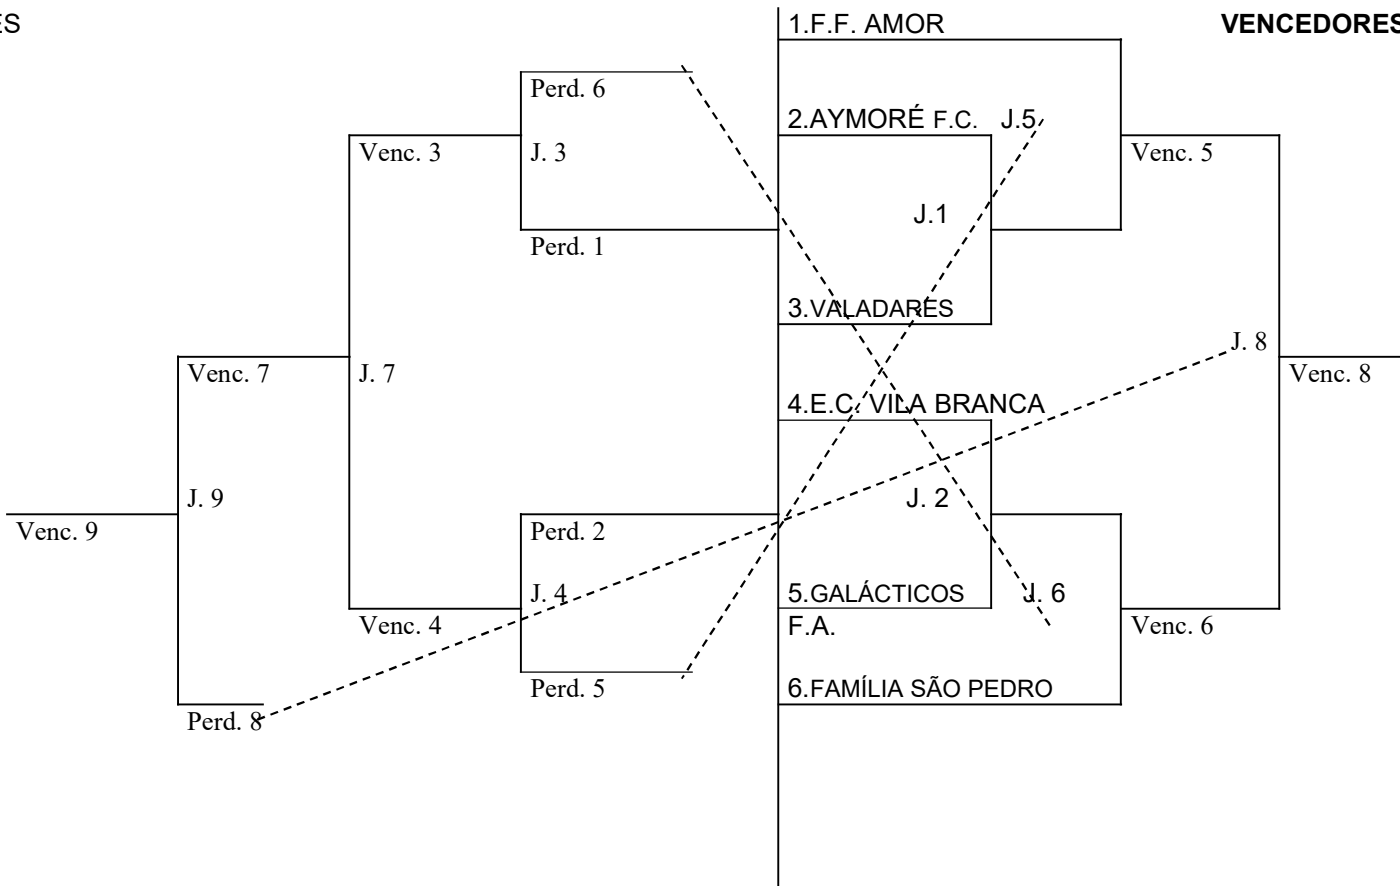 ES
1.F.F. AMOR
VENCEDORES
Perd. 6
2.AYMORÉ F.C. J.5
Venc. 3
J. 3
Venc. 5
J.1
Perd. 1
3.VALADARES
J. 8
Venc. 7
J. 7
Venc. 8
4.E.C. VILA BRANCA
J. 9
J. 2
Venc. 9
Perd. 2
J. 4
5.GALÁCTICOS
F.A.
J. 6
Venc. 4
Venc. 6
Perd. 5
6.FAMÍLIA SÃO PEDRO
Perd. 8